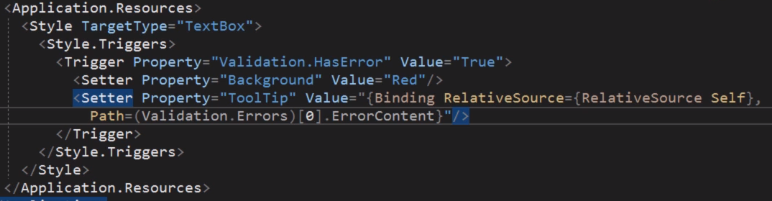 <Application.Resources>
<Style TargetType="TextBox">
<Style.Triggers>
<Trigger Property="Validation.HasError" Value="True">
<Setter Property="Background" Value="Red"/>
<Setter Property="ToolTip" Value="{Binding RelativeSource={RelativeSource Self},
Path=(Validation.Errors)[0].ErrorContent}"/>
</Trigger>
</Style.Triggers>
</Style>
</Application.Resources>